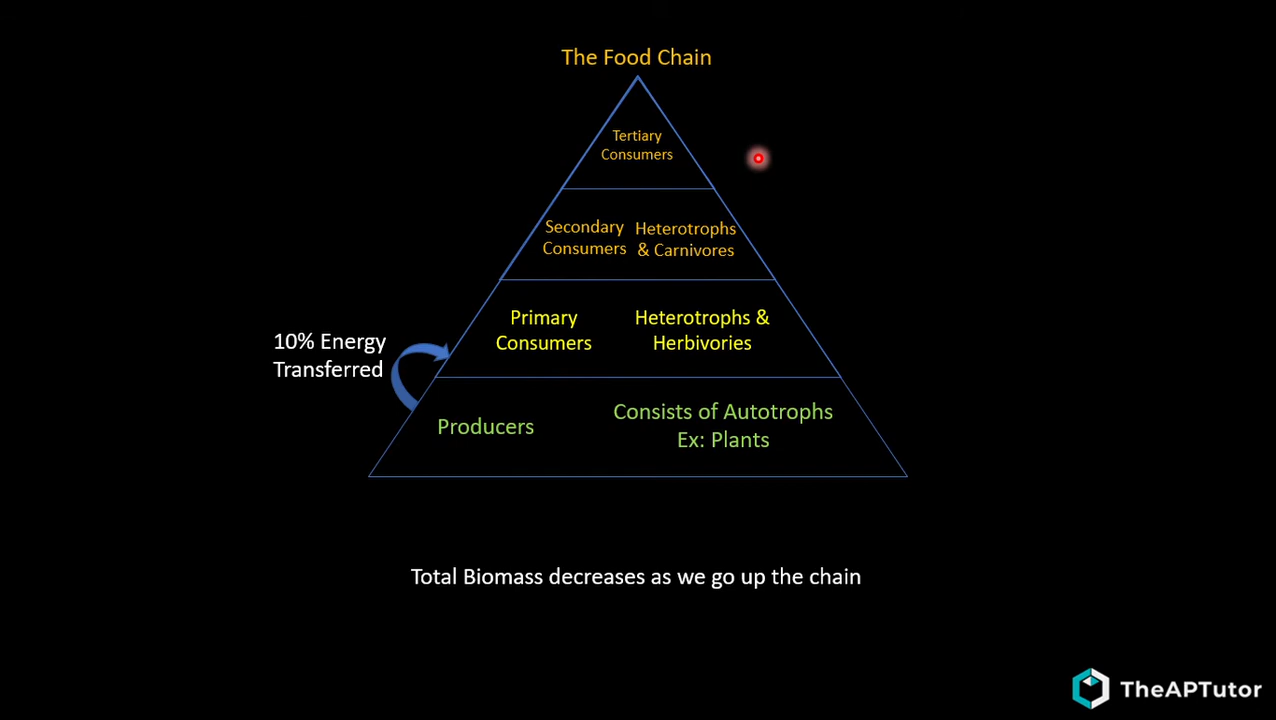 The Food Chain
Tertiary
Consumers
Secondary
Consumers
Heterotrophs
& Carnivores
Primary
Consumers
Heterotrophs &
Herbivories
10% Energy
Transferred
Producers
Consists of Autotrophs
Ex: Plants
Total Biomass decreases as we go up the chain
TheAPTutor